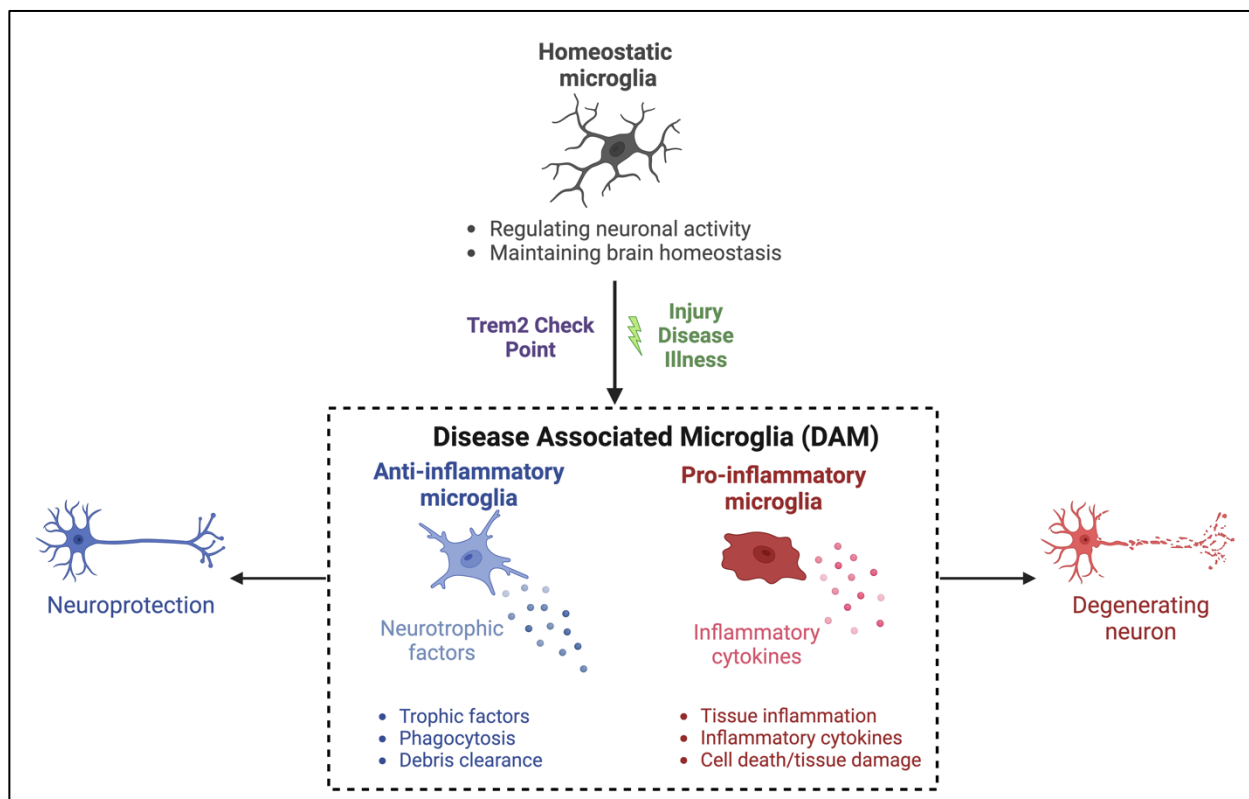 Homeostatic
microglia
• Regulating neuronal activity
• Maintaining brain homeostasis
Trem2 Check
Point
Injury
Disease
Illness
Disease Associated Microglia (DAM)
Anti-inflammatory
microglia
Pro-inflammatory
microglia
Neurotrophic
factors
Inflammatory
cytokines
• Trophic factors
• Phagocytosis
• Debris clearance
• Tissue inflammation
• Inflammatory cytokines
• Cell death/tissue damage
Neuroprotection
Degenerating
neuron